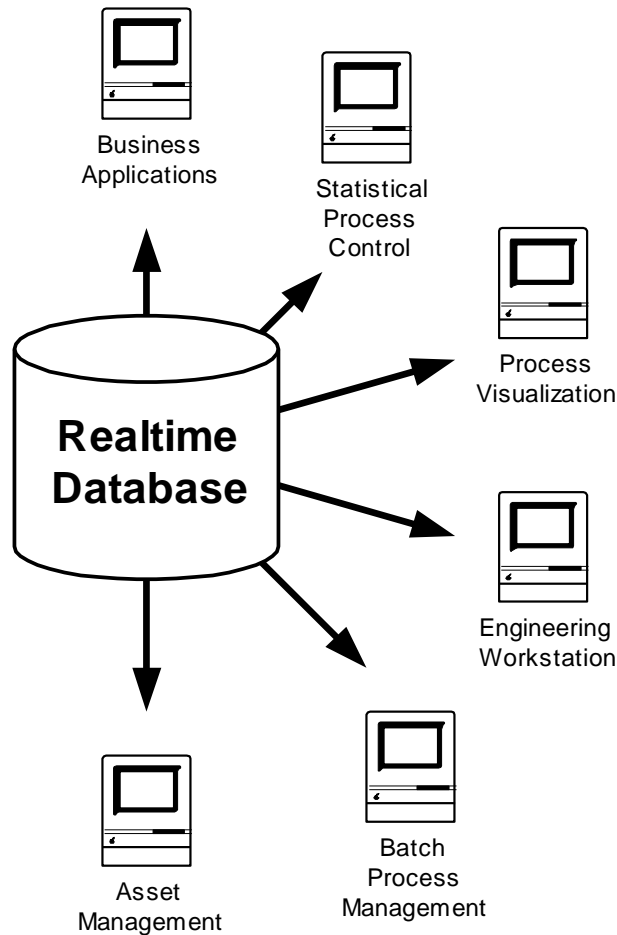 Business
Applications
Statistical
Process
Control
Process
Visualization
Realtime
Database
Engineering
Workstation
Batch
Process
Management
Asset
Management